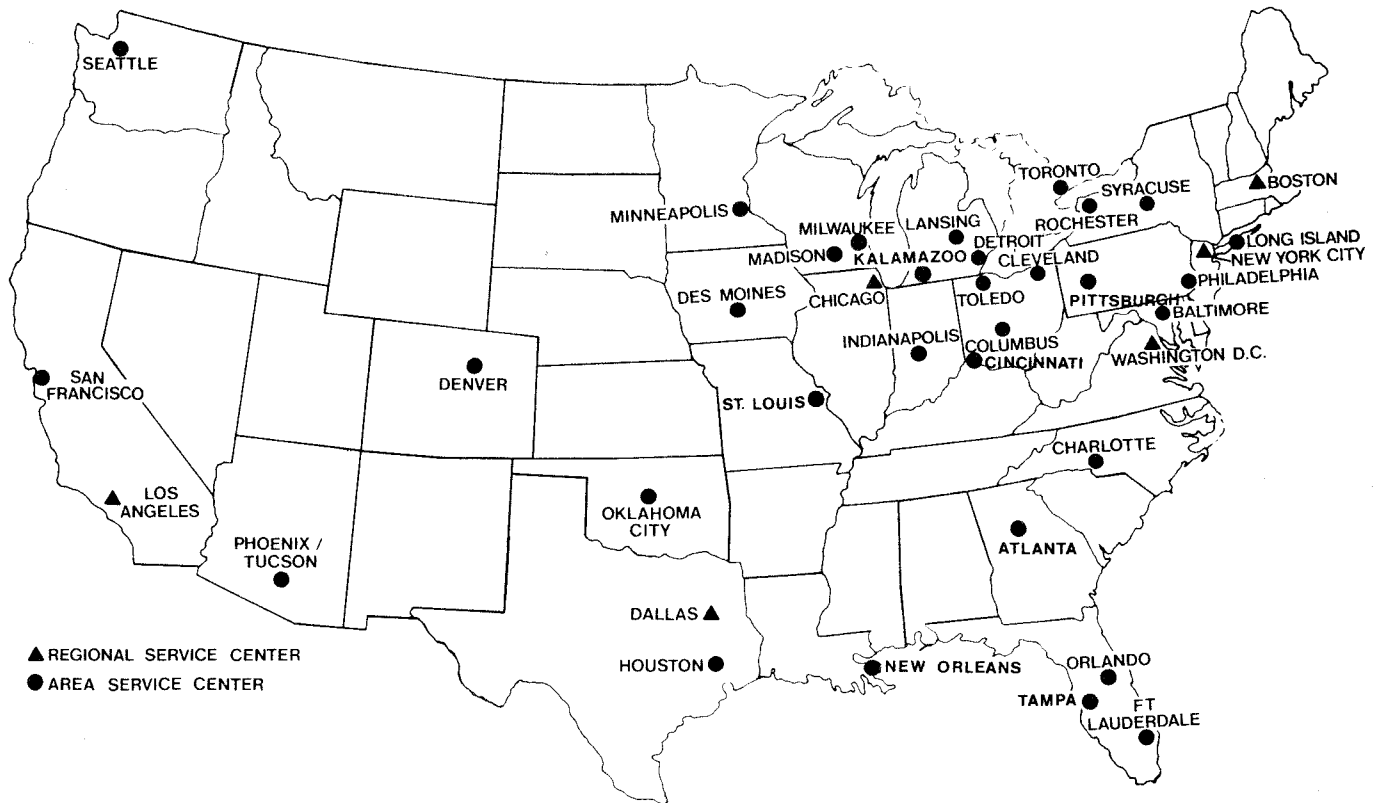 SEATTLE
TORONTO
SYRACUSE
BOSTON
MINNEAPOLIS
MILWAUKEE
LANSING
ROCHESTER
MADISON
KALAMAZOO
DETROIT
CLEVELAND
LONG ISLAND
NEW YORK CITY
PHILADELPHIA
DES MOINES
CHICAGO
TOLEDO
PITTSBURGH
BALTIMORE
INDIANAPOLIS
COLUMBUS
CINCINNATI
WASHINGTON D.C.
SAN
FRANCISCO
DENVER
ST. LOUIS
CHARLOTTE
LOS
ANGELES
OKLAHOMA
CITY
PHOENIX /
TUCSON
ATLANTA
DALLAS
HOUSTON
NEW ORLEANS
ORLANDO
TAMPA
FT
LAUDERDALE
REGIONAL SERVICE CENTER
AREA SERVICE CENTER